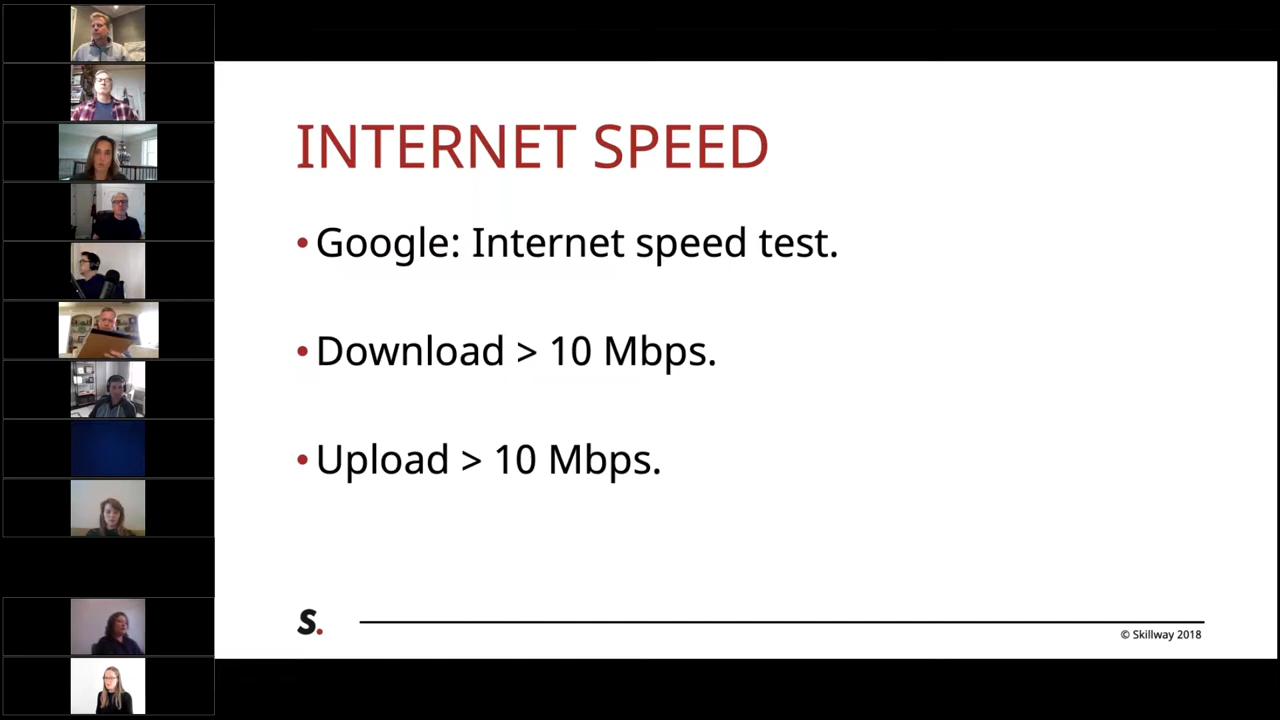 INTERNET SPEED
• Google: Internet speed test.
• Download > 10 Mbps.
• Upload > 10 Mbps.
S.
© Skillway 2018